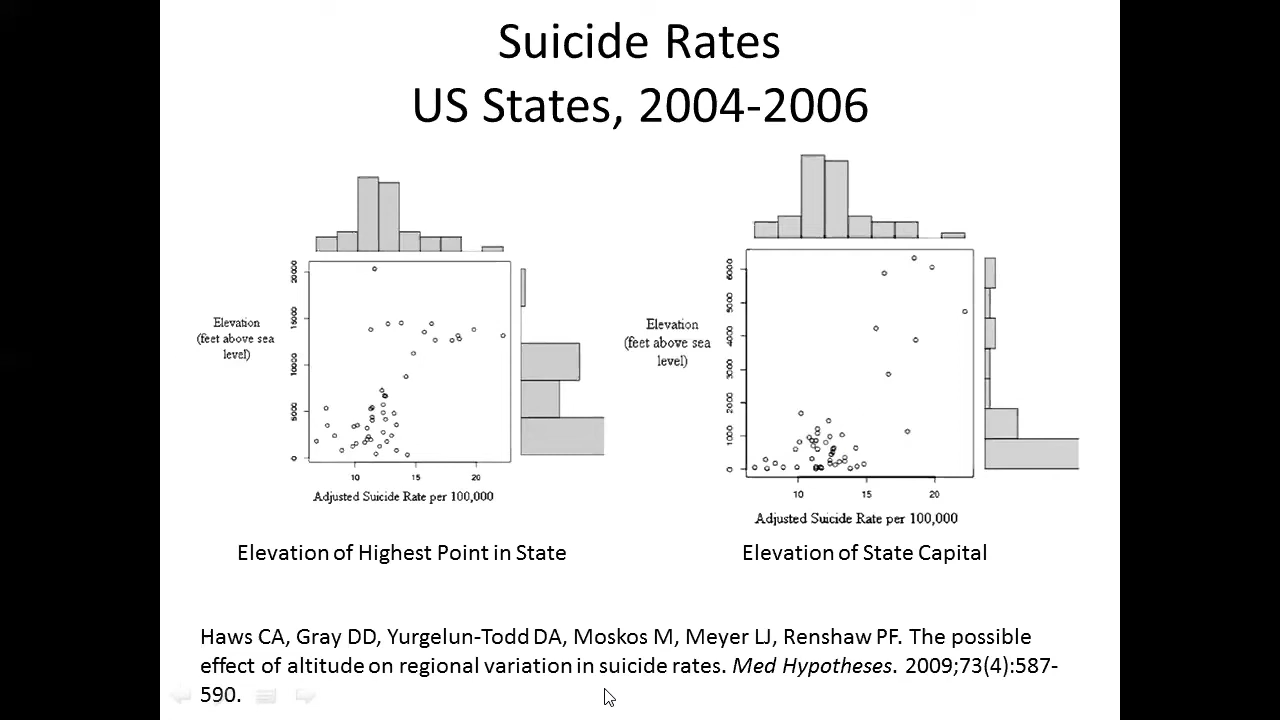 Suicide Rates
US States, 2004-2006
20000
15000
10000
5000
0
Elevation
(feet above sea
level)
10 15 20
Adjusted Suicide Rate per 100,000
Elevation of Highest Point in State
6000
5000
4000
3000
2000
1000
0
Elevation
(feet above sea
level)
10 15 20
Adjusted Suicide Rate per 100,000
Elevation of State Capital
Haws CA, Gray DD, Yurgelun-Todd DA, Moskos M, Meyer LJ, Renshaw PF. The possible
effect of altitude on regional variation in suicide rates. Med Hypotheses. 2009;73(4):587-
590.